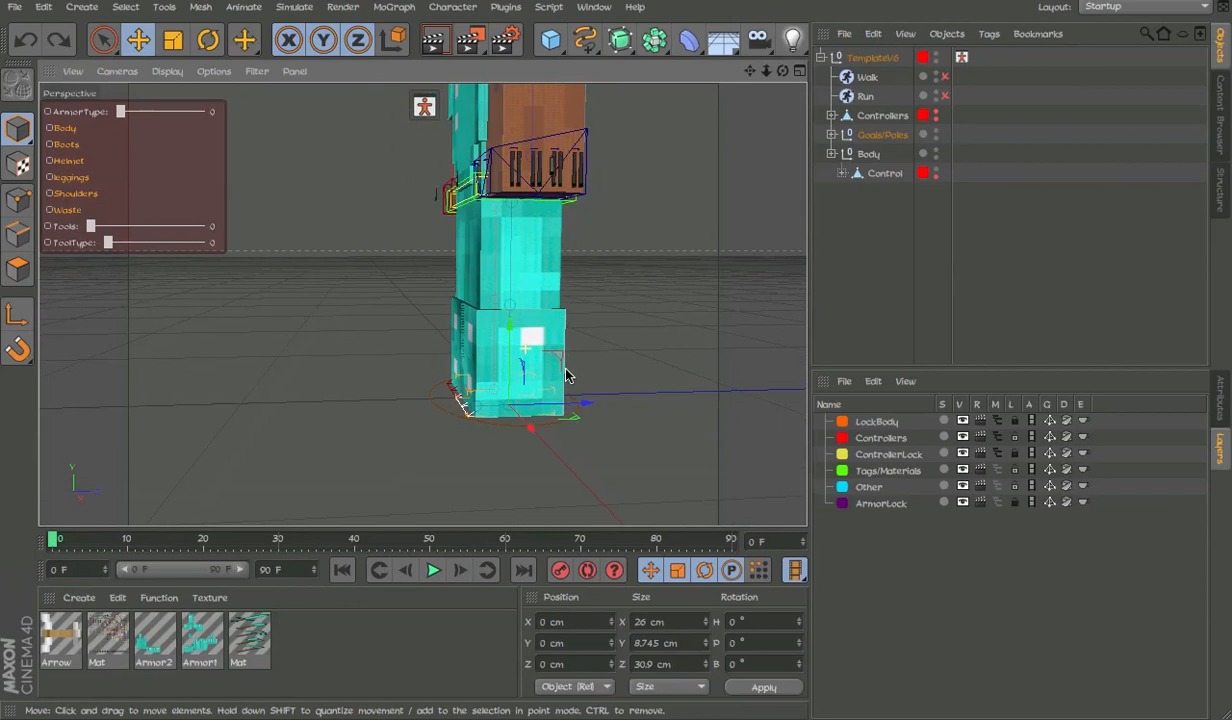 File Edit Create Select Tools Mesh Animate Simulate Render MoGraph Character Plugins Script Window Help
Layout: Startup
View Cameras Display Options Filter Panel
File Edit View Objects Tags Bookmarks
Perspective
ArmorType: 0
Body
Boots
Helmet
leggings
Shoulders
Waste
Tools: 0
ToolType: 0
TemplateV6
Walk
Run
Controllers
Goals/Poles
Body
Control
Objects
Content Browser
Structure
X Y Z
Y
X
File Edit View
Name S V R M L A G D E
LockBody
Controllers
ControllerLock
Tags/Materials
Other
ArmorLock
Attributes
Layers
0 10 20 30 40 50 60 70 80 90 0 F
0 F 0 F 90 F 90 F
P
Create Edit Function Texture
Arrow Mat Armor2 Armor1 Mat
Position Size Rotation
X 0 cm X 26 cm H 0 °
Y 0 cm Y 8.745 cm P 0 °
Z 0 cm Z 30.9 cm B 0 °
Object (Rel) Size Apply
MAXON CINEMA 4D
Move: Click and drag to move elements. Hold down SHIFT to quantize movement / add to the selection in point mode, CTRL to remove.